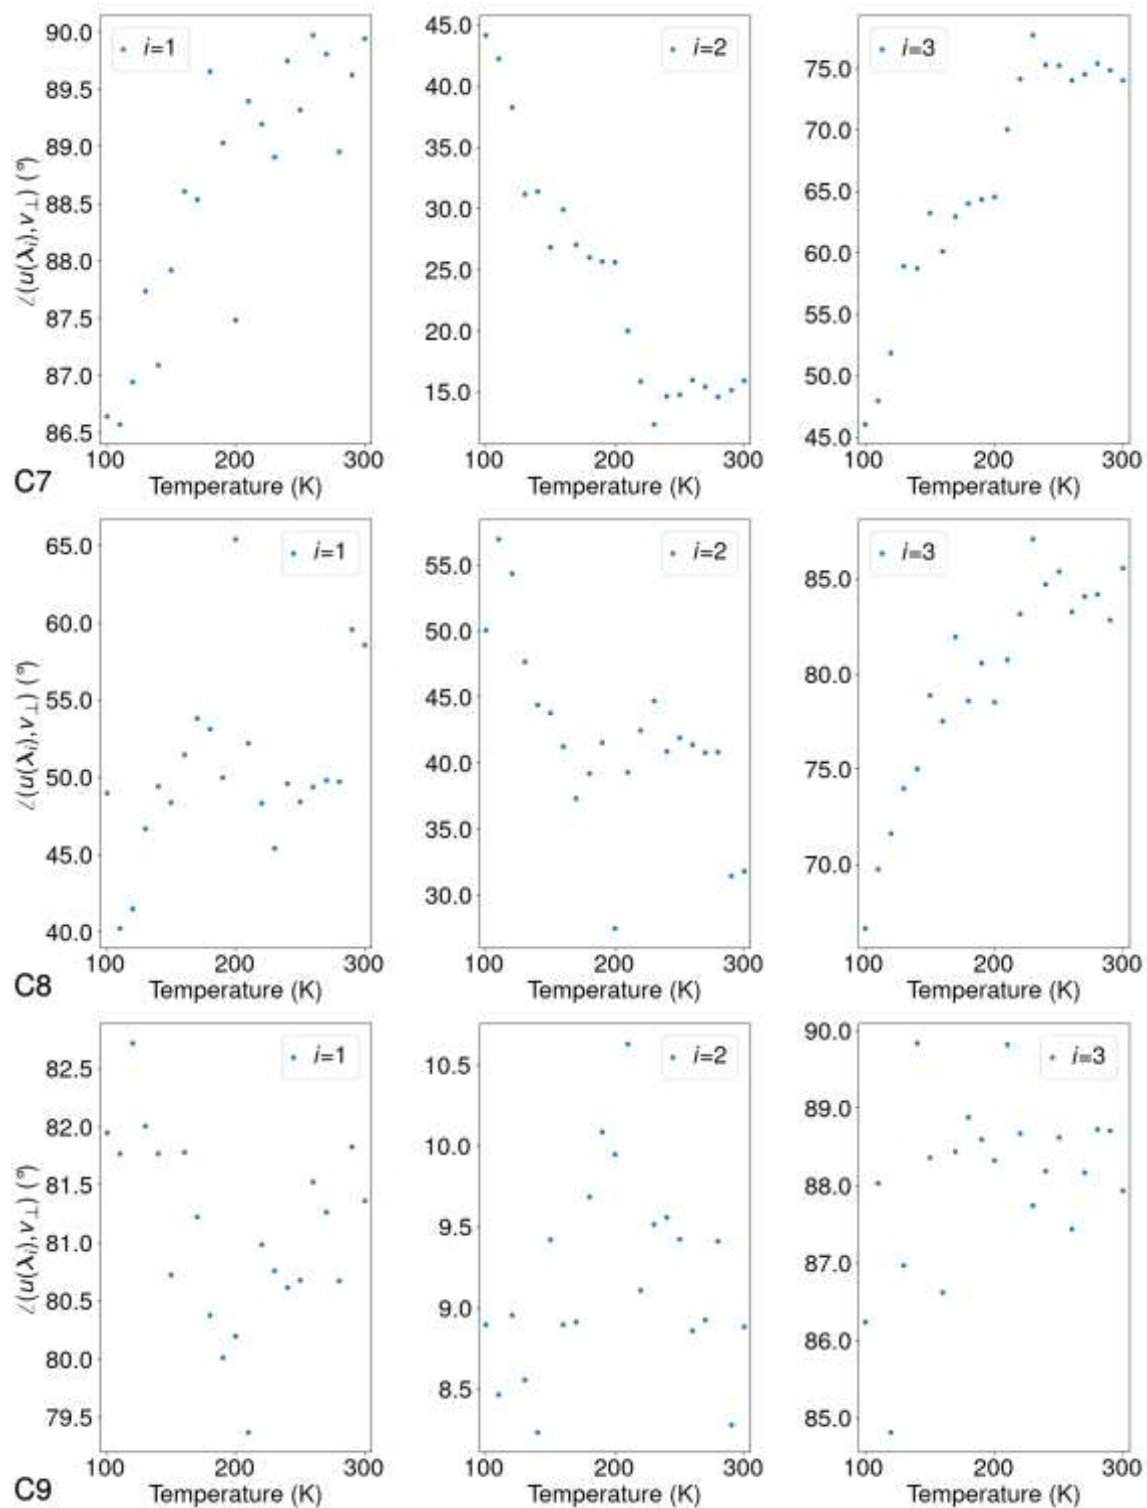 90.0
89.5
89.0
88.5
88.0
87.5
87.0
86.5
i=1
100 200 300
Temperature (K)
∠(u(λᵢ),v⊥) (°)
45.0
40.0
35.0
30.0
25.0
20.0
15.0
i=2
100 200 300
Temperature (K)
75.0
70.0
65.0
60.0
55.0
50.0
45.0
i=3
100 200 300
Temperature (K)
C7
65.0
60.0
55.0
50.0
45.0
40.0
i=1
100 200 300
Temperature (K)
∠(u(λᵢ),v⊥) (°)
55.0
50.0
45.0
40.0
35.0
30.0
i=2
100 200 300
Temperature (K)
85.0
80.0
75.0
70.0
i=3
100 200 300
Temperature (K)
C8
82.5
82.0
81.5
81.0
80.5
80.0
79.5
i=1
100 200 300
Temperature (K)
∠(u(λᵢ),v⊥) (°)
10.5
10.0
9.5
9.0
8.5
i=2
100 200 300
Temperature (K)
90.0
89.0
88.0
87.0
86.0
85.0
i=3
100 200 300
Temperature (K)
C9